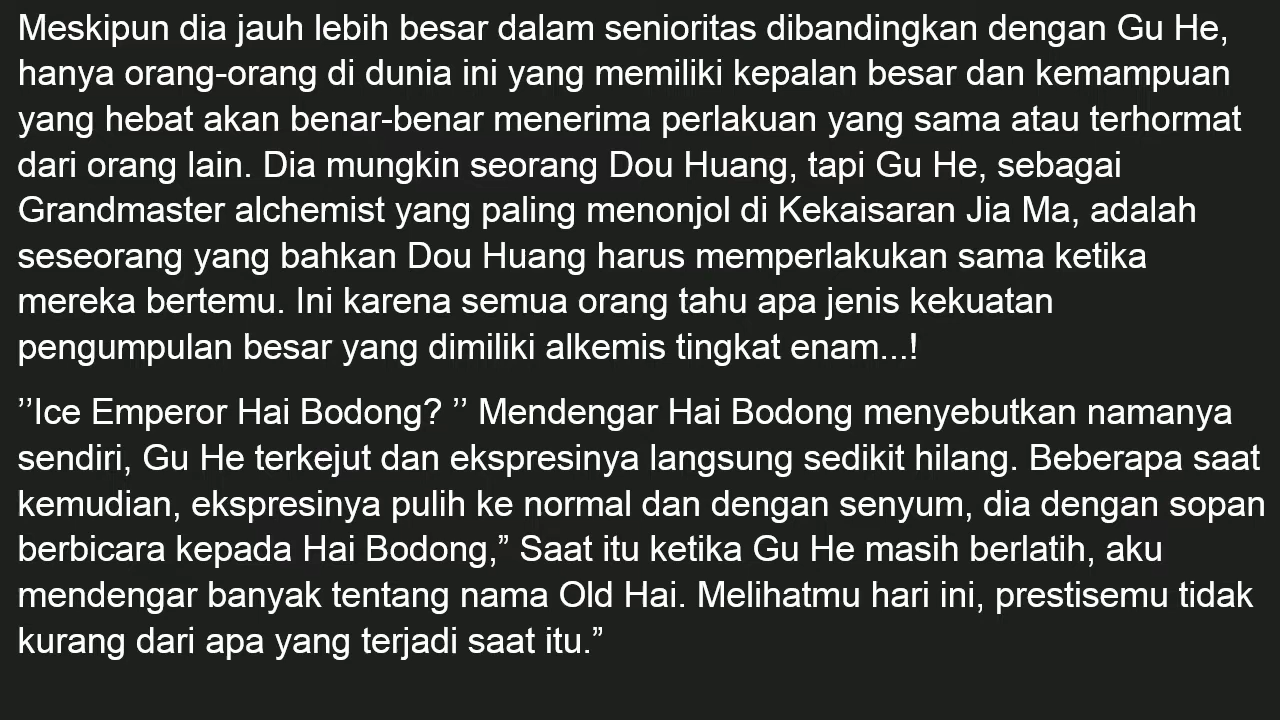 Meskipun dia jauh lebih besar dalam senioritas dibandingkan dengan Gu He,
hanya orang-orang di dunia ini yang memiliki kepalan besar dan kemampuan
yang hebat akan benar-benar menerima perlakuan yang sama atau terhormat
dari orang lain. Dia mungkin seorang Dou Huang, tapi Gu He, sebagai
Grandmaster alchemist yang paling menonjol di Kekaisaran Jia Ma, adalah
seseorang yang bahkan Dou Huang harus memperlakukan sama ketika
mereka bertemu. Ini karena semua orang tahu apa jenis kekuatan
pengumpulan besar yang dimiliki alkemis tingkat enam...!
’’Ice Emperor Hai Bodong? ’’ Mendengar Hai Bodong menyebutkan namanya
sendiri, Gu He terkejut dan ekspresinya langsung sedikit hilang. Beberapa saat
kemudian, ekspresinya pulih ke normal dan dengan senyum, dia dengan sopan
berbicara kepada Hai Bodong,” Saat itu ketika Gu He masih berlatih, aku
mendengar banyak tentang nama Old Hai. Melihatmu hari ini, prestisemu tidak
kurang dari apa yang terjadi saat itu.”